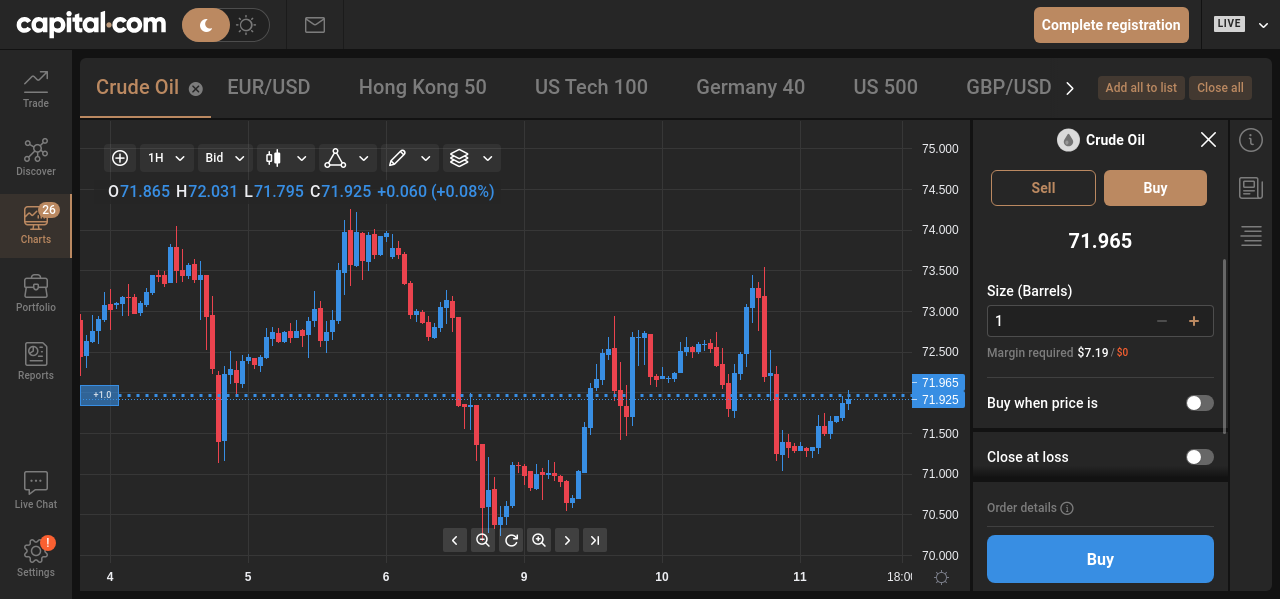 capital.com
Complete registration
LIVE
Trade
Discover
26
Charts
Portfolio
Reports
Live Chat
!
Settings
Crude Oil
EUR/USD
Hong Kong 50
US Tech 100
Germany 40
US 500
GBP/USD
Add all to list
Close all
1H
Bid
O71.865 H72.031 L71.795 C71.925 +0.060 (+0.08%)
75.000
74.500
74.000
73.500
73.000
72.500
71.965
71.925
71.500
71.000
70.500
70.000
+1.0
4
5
6
9
10
11
18:00
Crude Oil
Sell
Buy
71.965
Size (Barrels)
1
Margin required $7.19 / $0
Buy when price is
Close at loss
Order details
Buy